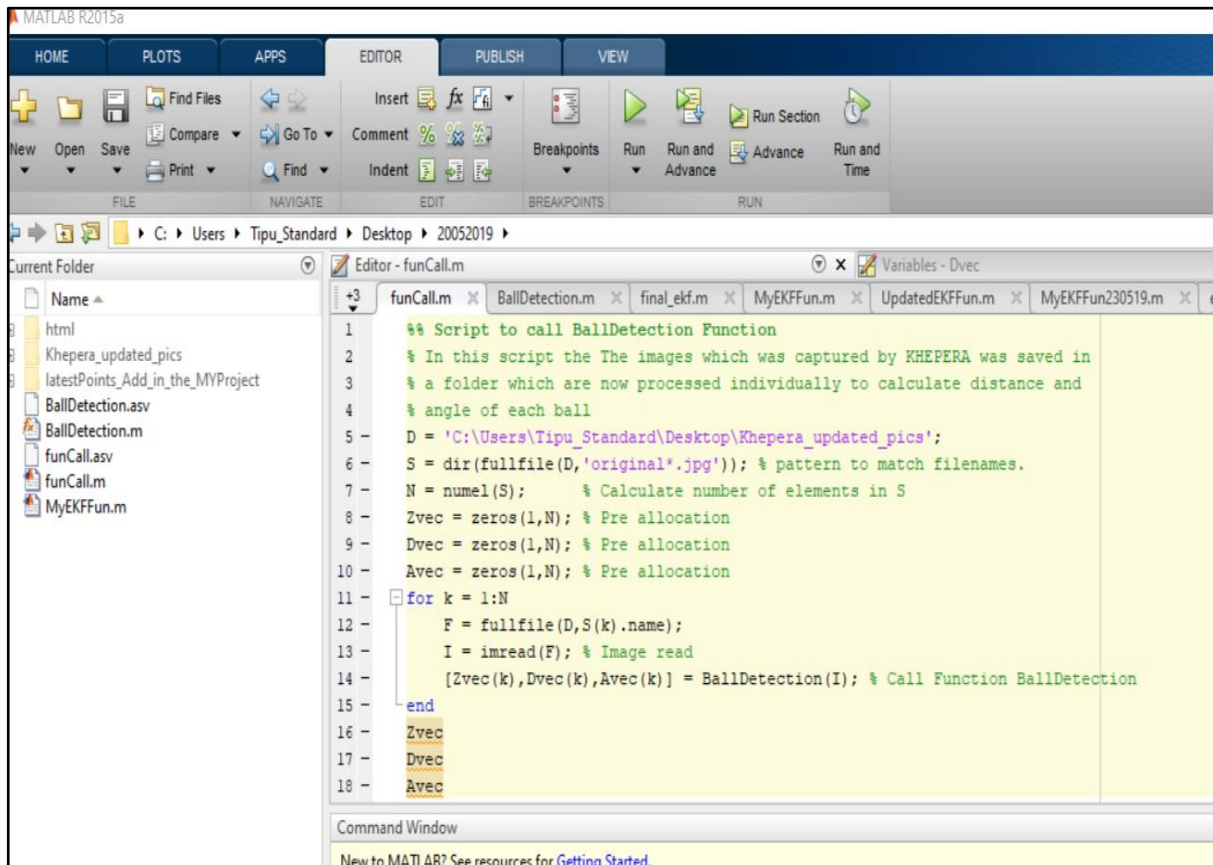 MATLAB R2015a
HOME PLOTS APPS EDITOR PUBLISH VIEW
New Open Save Find Files Compare Print
FILE
Go To Find
NAVIGATE
Insert fx Comment % Indent
EDIT
Breakpoints
BREAKPOINTS
Run Run and Advance Run Section Advance Run and Time
RUN
C: Users Tipu_Standard Desktop 20052019
Current Folder
Name
html
Khepera_updated_pics
latestPoints_Add_in_the_MYProject
BallDetection.asv
BallDetection.m
funCall.asv
funCall.m
MyEKFFun.m
Editor - funCall.m
Variables - Dvec
+3 funCall.m BallDetection.m final_ekf.m MyEKFFun.m UpdatedEKFFun.m MyEKFFun230519.m
1 %% Script to call BallDetection Function
2 % In this script the The images which was captured by KHEPERA was saved in
3 % a folder which are now processed individually to calculate distance and
4 % angle of each ball
5 - D = 'C:\Users\Tipu_Standard\Desktop\Khepera_updated_pics';
6 - S = dir(fullfile(D,'original*.jpg')); % pattern to match filenames.
7 - N = numel(S); % Calculate number of elements in S
8 - Zvec = zeros(1,N); % Pre allocation
9 - Dvec = zeros(1,N); % Pre allocation
10 - Avec = zeros(1,N); % Pre allocation
11 - for k = 1:N
12 - F = fullfile(D,S(k).name);
13 - I = imread(F); % Image read
14 - [Zvec(k),Dvec(k),Avec(k)] = BallDetection(I); % Call Function BallDetection
15 - end
16 - Zvec
17 - Dvec
18 - Avec
Command Window
New to MATLAB? See resources for Getting Started.